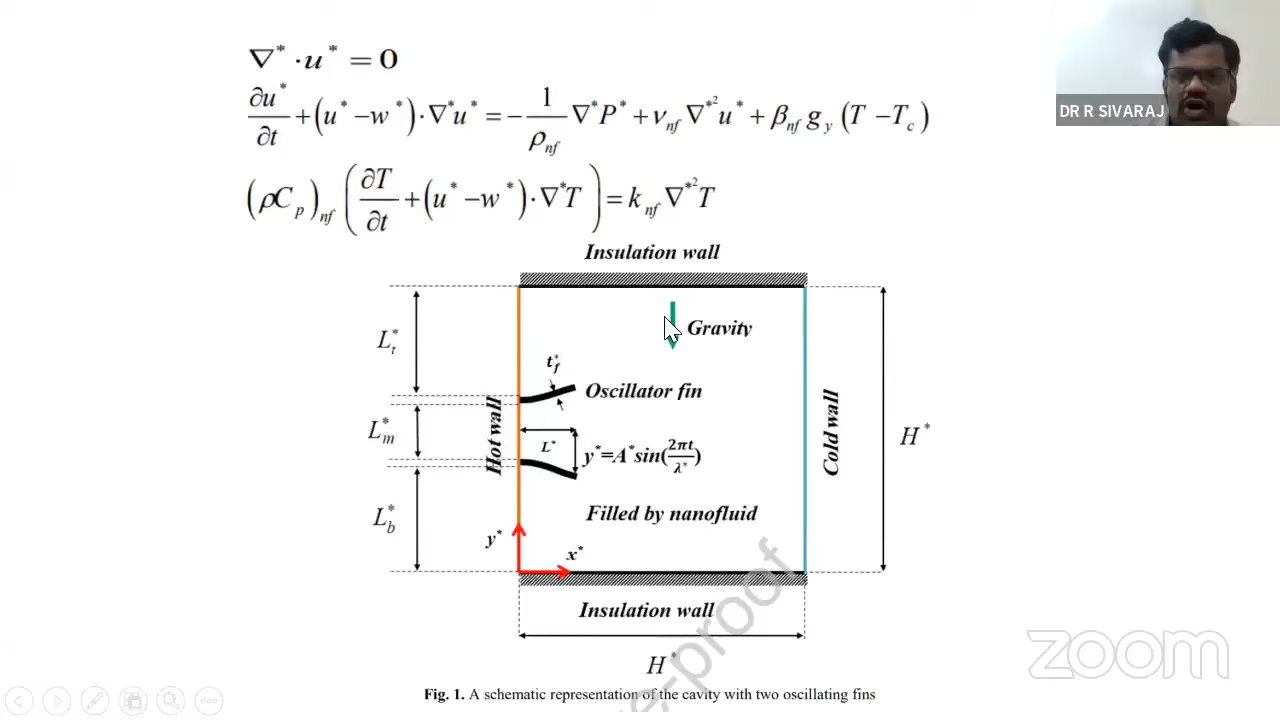 ∇* · u* = 0
∂u*/∂t + (u* − w*) · ∇*u* = − 1/ρnf ∇*P* + νnf ∇*²u* + βnf gy (T − Tc)
(ρCp)nf (∂T/∂t + (u* − w*) · ∇*T) = knf ∇*²T
DR R SIVARAJ
Insulation wall
Gravity
L*t
t*f
Oscillator fin
L*m
Hot wall
L*
y*=A*sin(2πt/λ*)
Cold wall
H*
L*b
Filled by nanofluid
y*
x*
Insulation wall
H*
e-proof
zoom
Fig. 1. A schematic representation of the cavity with two oscillating fins